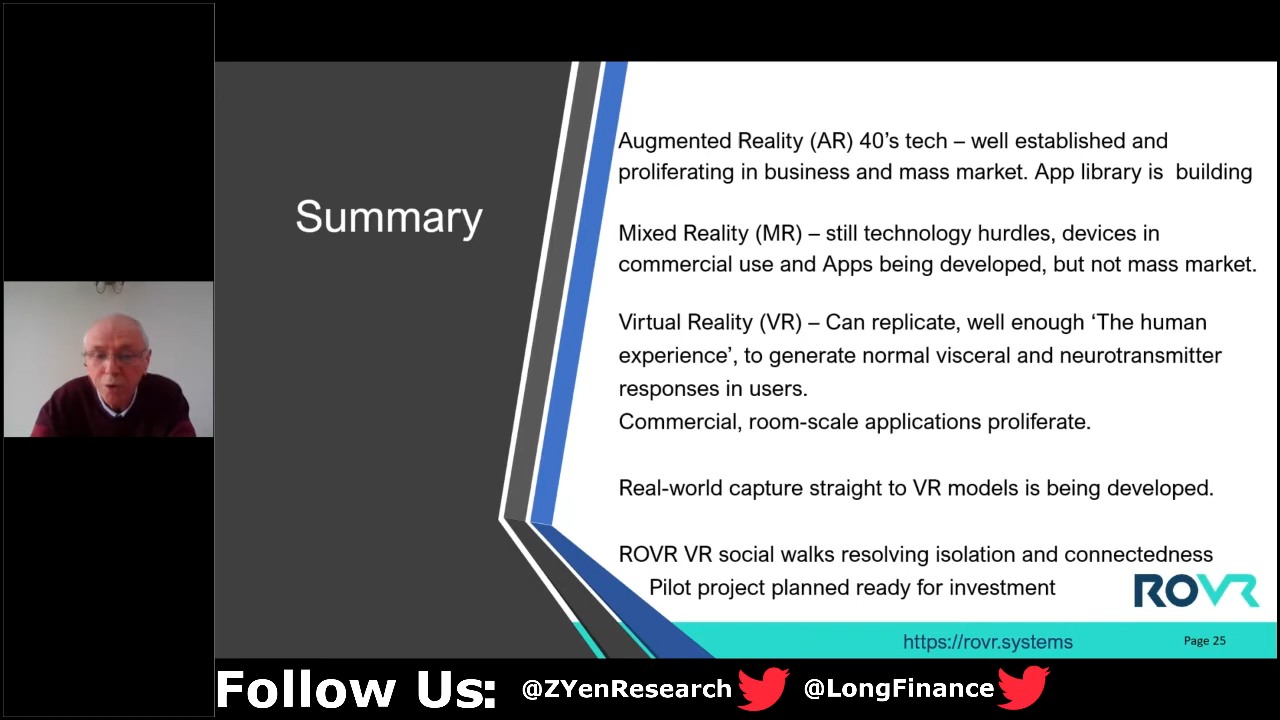 Summary
Augmented Reality (AR) 40’s tech – well established and
proliferating in business and mass market. App library is  building
Mixed Reality (MR) – still technology hurdles, devices in
commercial use and Apps being developed, but not mass market.
Virtual Reality (VR) – Can replicate, well enough ‘The human
experience’, to generate normal visceral and neurotransmitter
responses in users.
Commercial, room-scale applications proliferate.
Real-world capture straight to VR models is being developed.
ROVR VR social walks resolving isolation and connectedness
Pilot project planned ready for investment
ROVR
https://rovr.systems
Page 25
Follow Us: @ZYenResearch @LongFinance